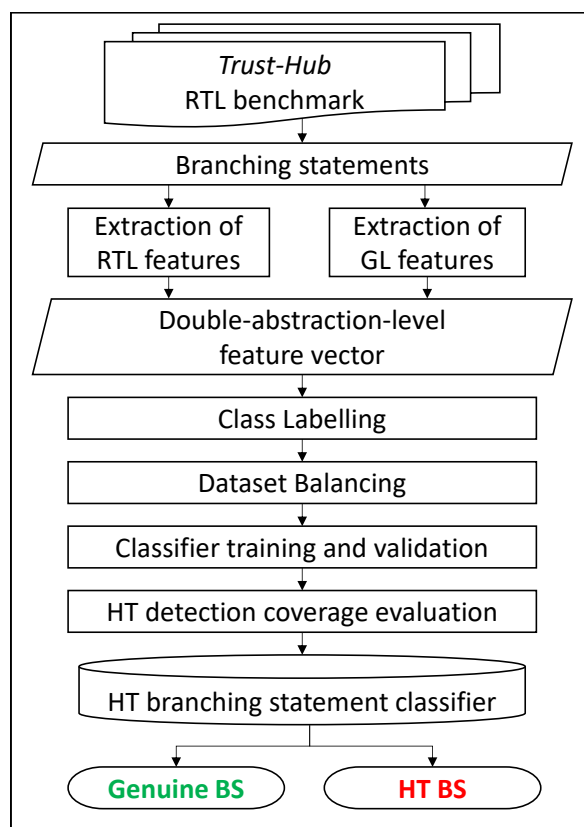 Trust-Hub
RTL benchmark
Branching statements
Extraction of
RTL features
Extraction of
GL features
Double-abstraction-level
feature vector
Class Labelling
Dataset Balancing
Classifier training and validation
HT detection coverage evaluation
HT branching statement classifier
Genuine BS
HT BS